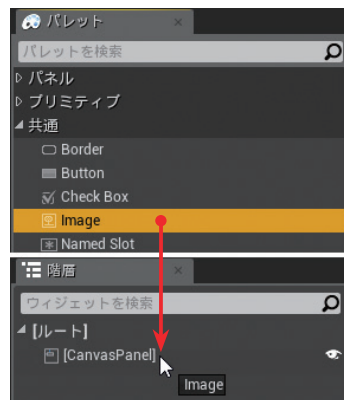 パレット
パレットを検索
パネル
プリミティブ
共通
Border
Button
Check Box
Image
Named Slot
階層
ウィジェットを検索
[ルート]
[CanvasPanel]
Image